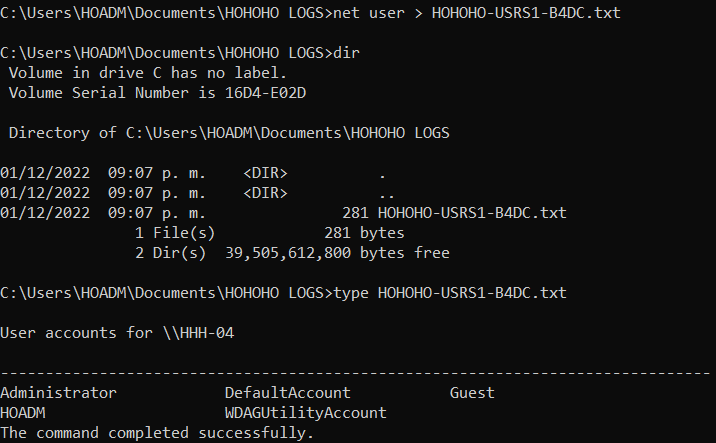 C:\Users\HOADM\Documents\HOHOHO LOGS>net user > HOHOHO-USRS1-B4DC.txt
C:\Users\HOADM\Documents\HOHOHO LOGS>dir
 Volume in drive C has no label.
 Volume Serial Number is 16D4-E02D
 Directory of C:\Users\HOADM\Documents\HOHOHO LOGS
01/12/2022  09:07 p. m.    <DIR>          .
01/12/2022  09:07 p. m.    <DIR>          ..
01/12/2022  09:07 p. m.               281 HOHOHO-USRS1-B4DC.txt
               1 File(s)            281 bytes
               2 Dir(s)  39,505,612,800 bytes free
C:\Users\HOADM\Documents\HOHOHO LOGS>type HOHOHO-USRS1-B4DC.txt
User accounts for \\HHH-04
-------------------------------------------------------------------------------
Administrator            DefaultAccount           Guest
HOADM                    WDAGUtilityAccount
The command completed successfully.